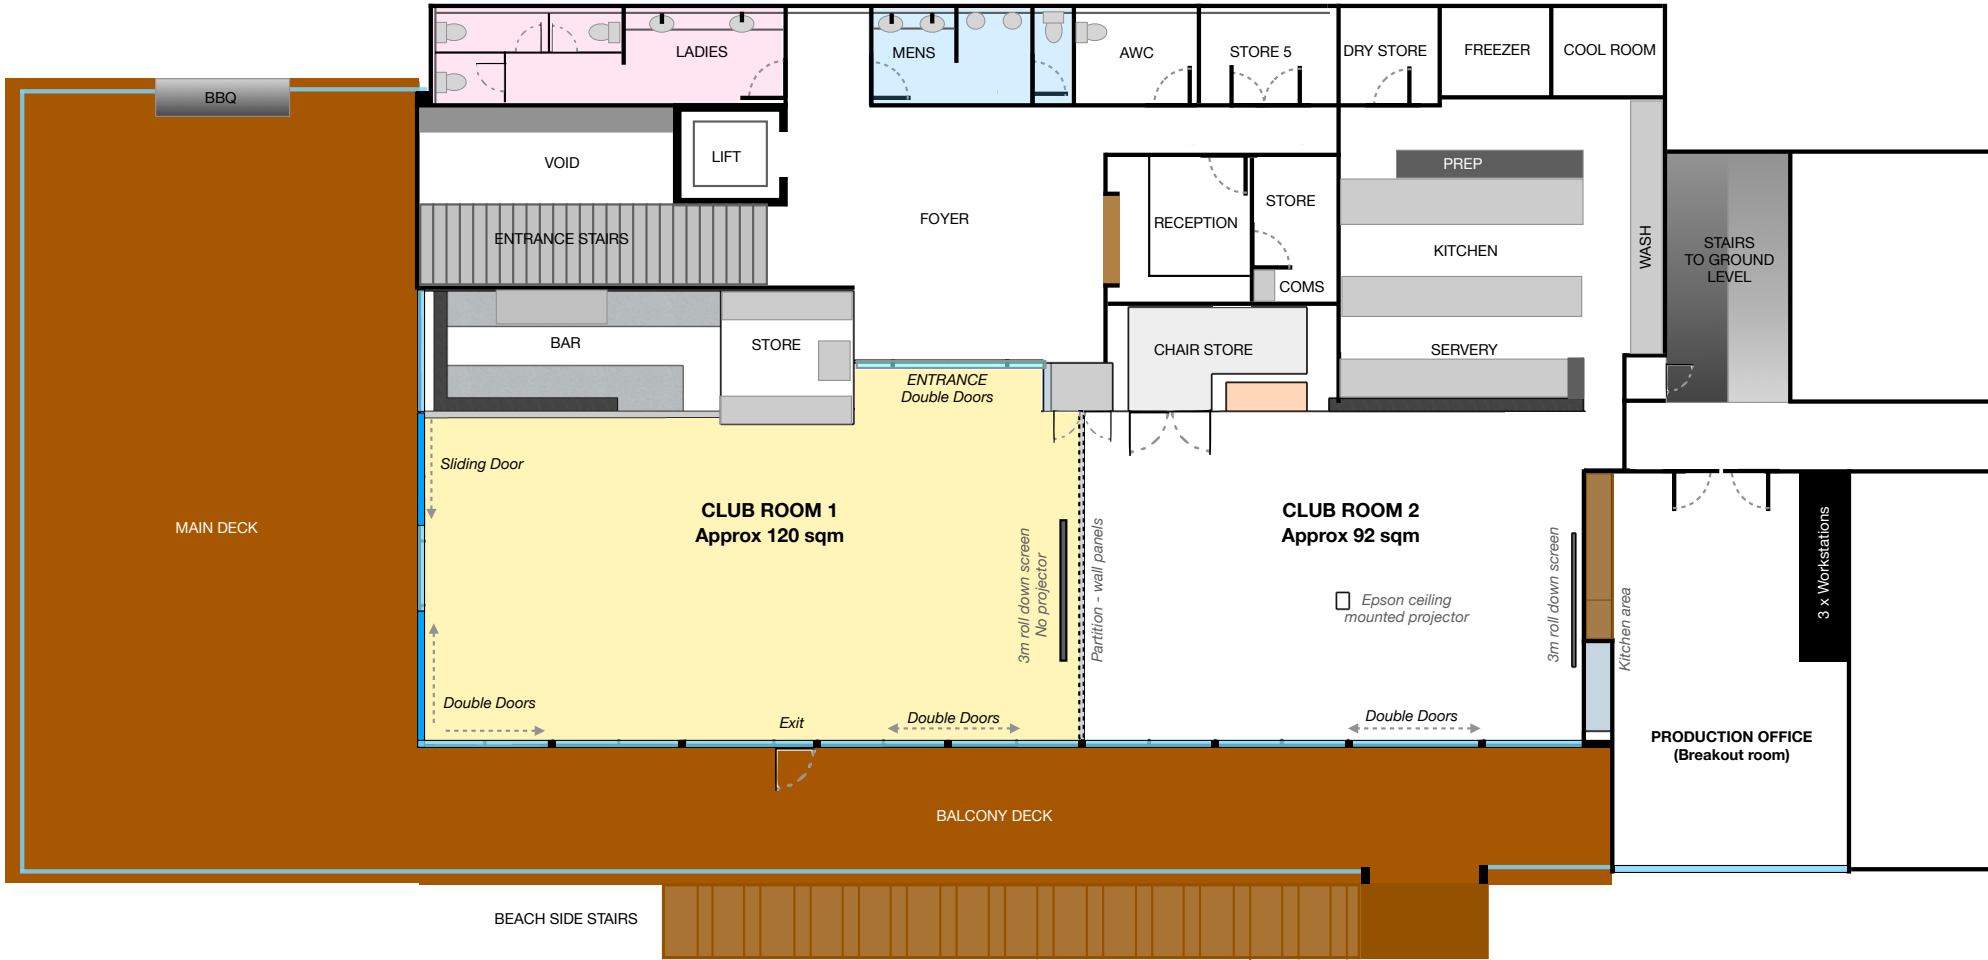 LADIES
MENS
AWC
STORE 5
DRY STORE
FREEZER
COOL ROOM
BBQ
VOID
LIFT
PREP
FOYER
RECEPTION
STORE
ENTRANCE STAIRS
KITCHEN
WASH
STAIRS
TO GROUND
LEVEL
COMS
BAR
STORE
CHAIR STORE
SERVERY
ENTRANCE
Double Doors
Sliding Door
CLUB ROOM 1
Approx 120 sqm
CLUB ROOM 2
Approx 92 sqm
MAIN DECK
3m roll down screen
No projector
Partition - wall panels
Epson ceiling
mounted projector
3m roll down screen
Kitchen area
3 x Workstations
Double Doors
Exit
Double Doors
Double Doors
PRODUCTION OFFICE
(Breakout room)
BALCONY DECK
BEACH SIDE STAIRS